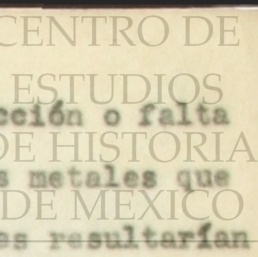 CENTRO DE
ESTUDIOS
cción o falta
DE HISTORIA
s metales que
DE MEXICO
es resultarían